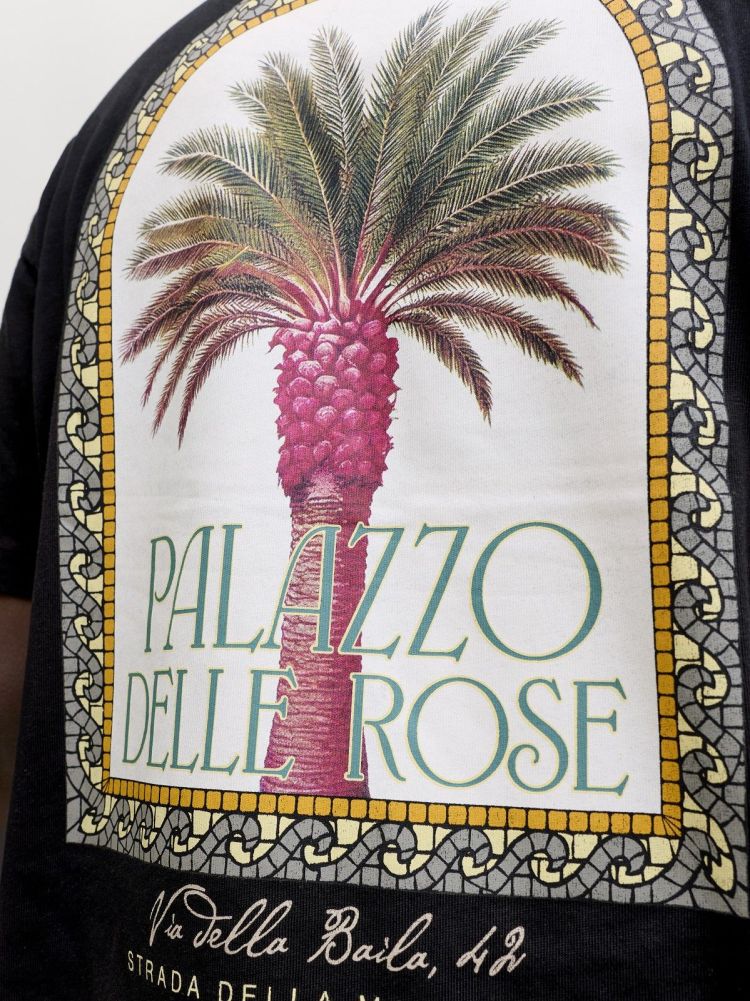 PALAZZO
DELLE ROSE
Via della Baila, 42
STRADA DELLA